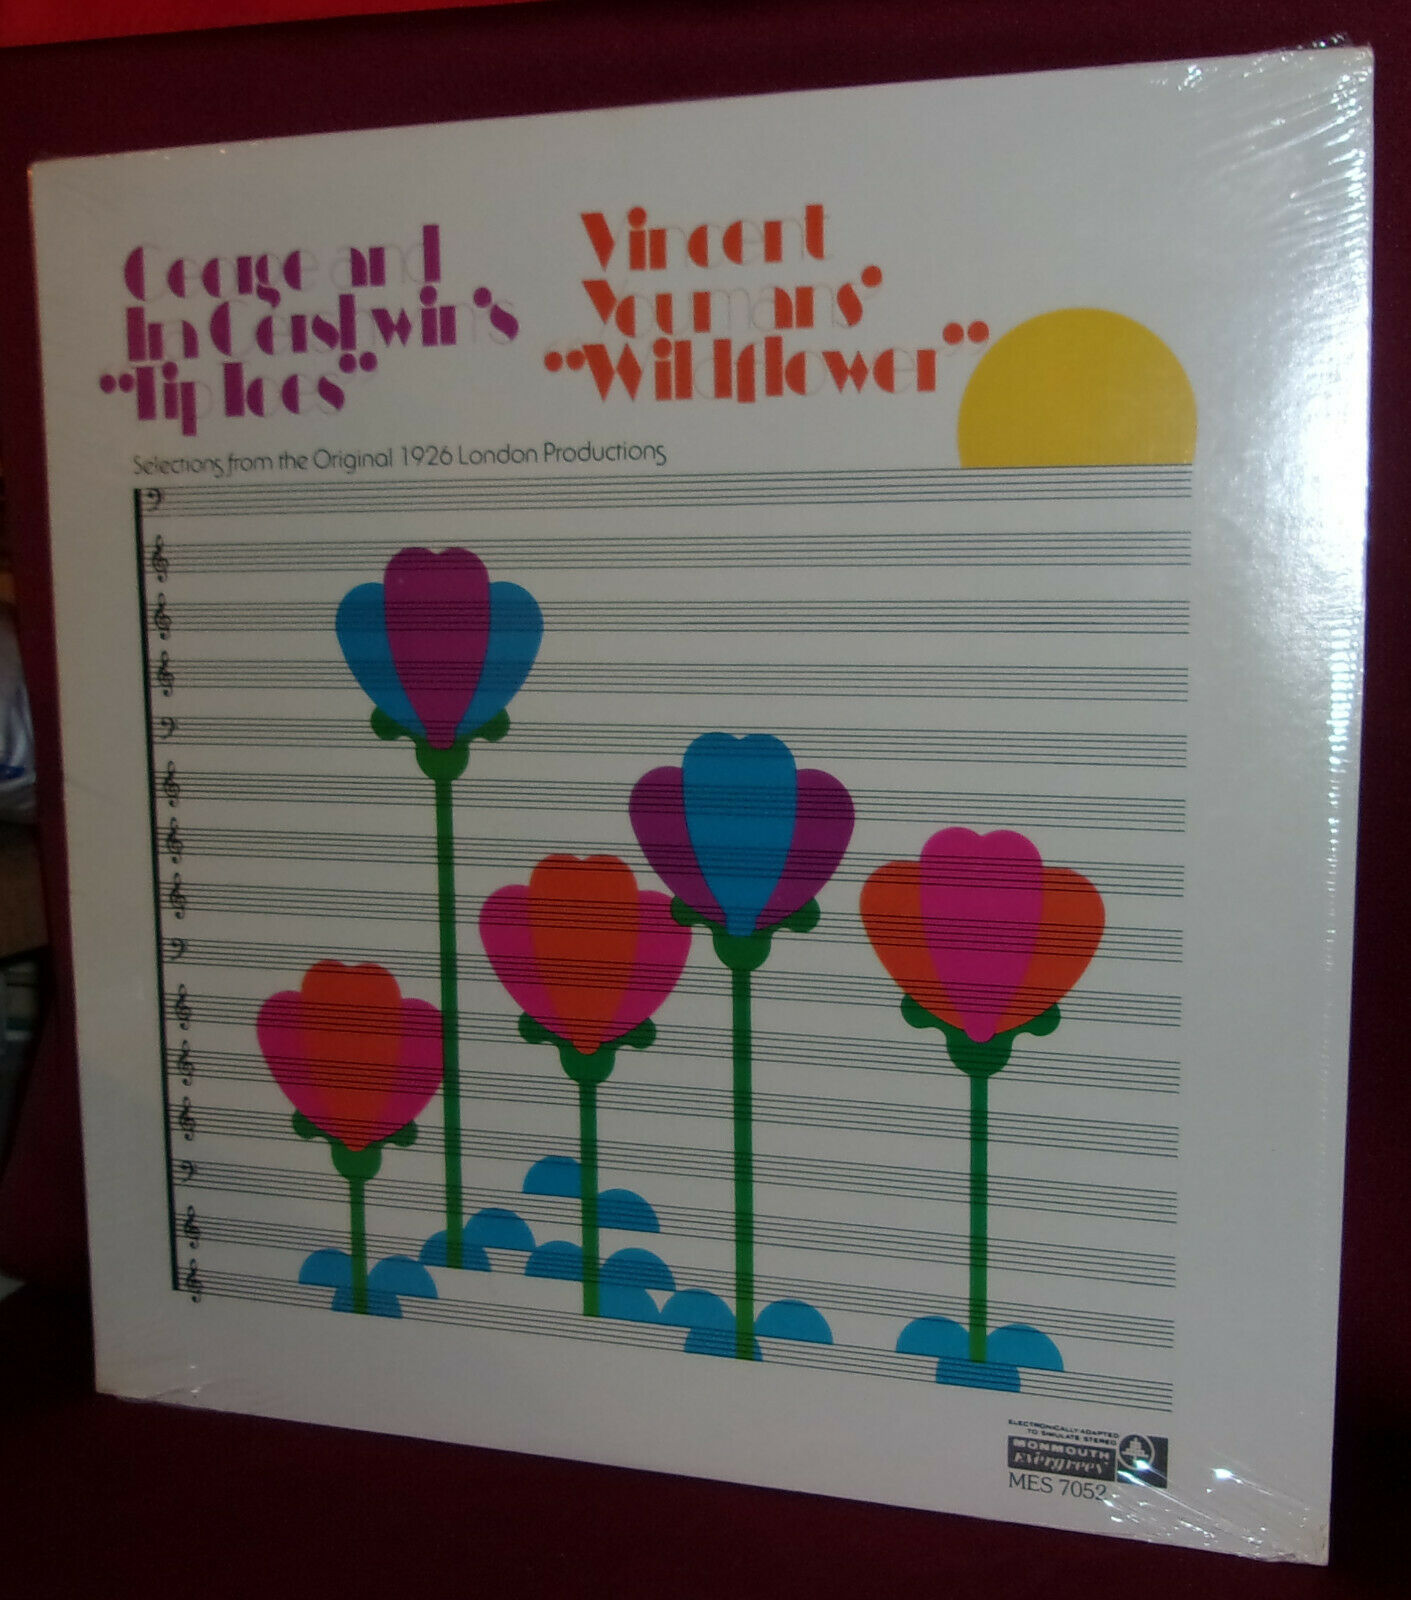 George and
Ira Gershwin's
"Tip Toes"
Vincent
Youmans'
"Wildflower"
Selections from the Original 1926 London Productions
ELECTRONICALLY ADAPTED
TO SIMULATE STEREO
MONMOUTH
evergreen
MES 7052